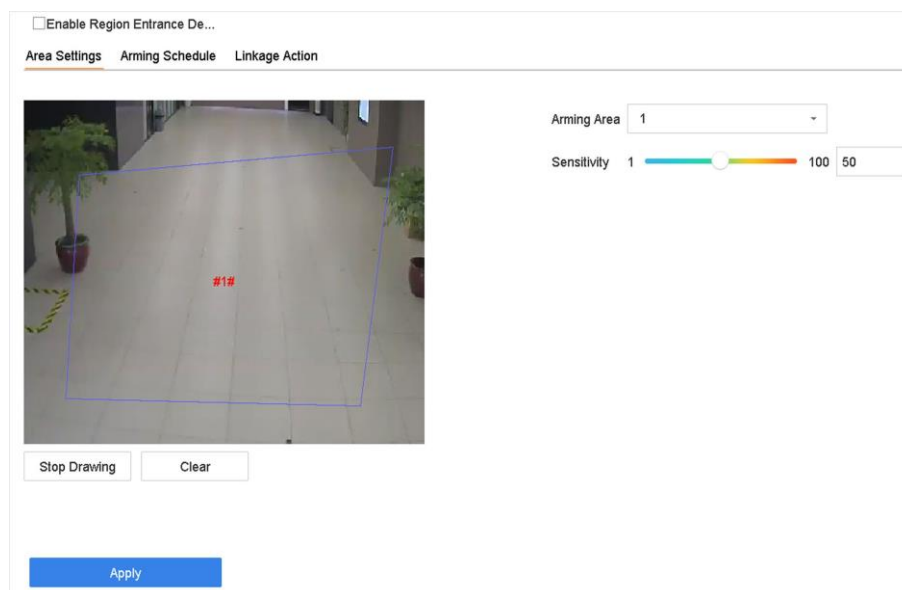 Enable Region Entrance De...
Area Settings Arming Schedule Linkage Action
Arming Area 1
Sensitivity 1 100 50
#1#
Stop Drawing Clear
Apply